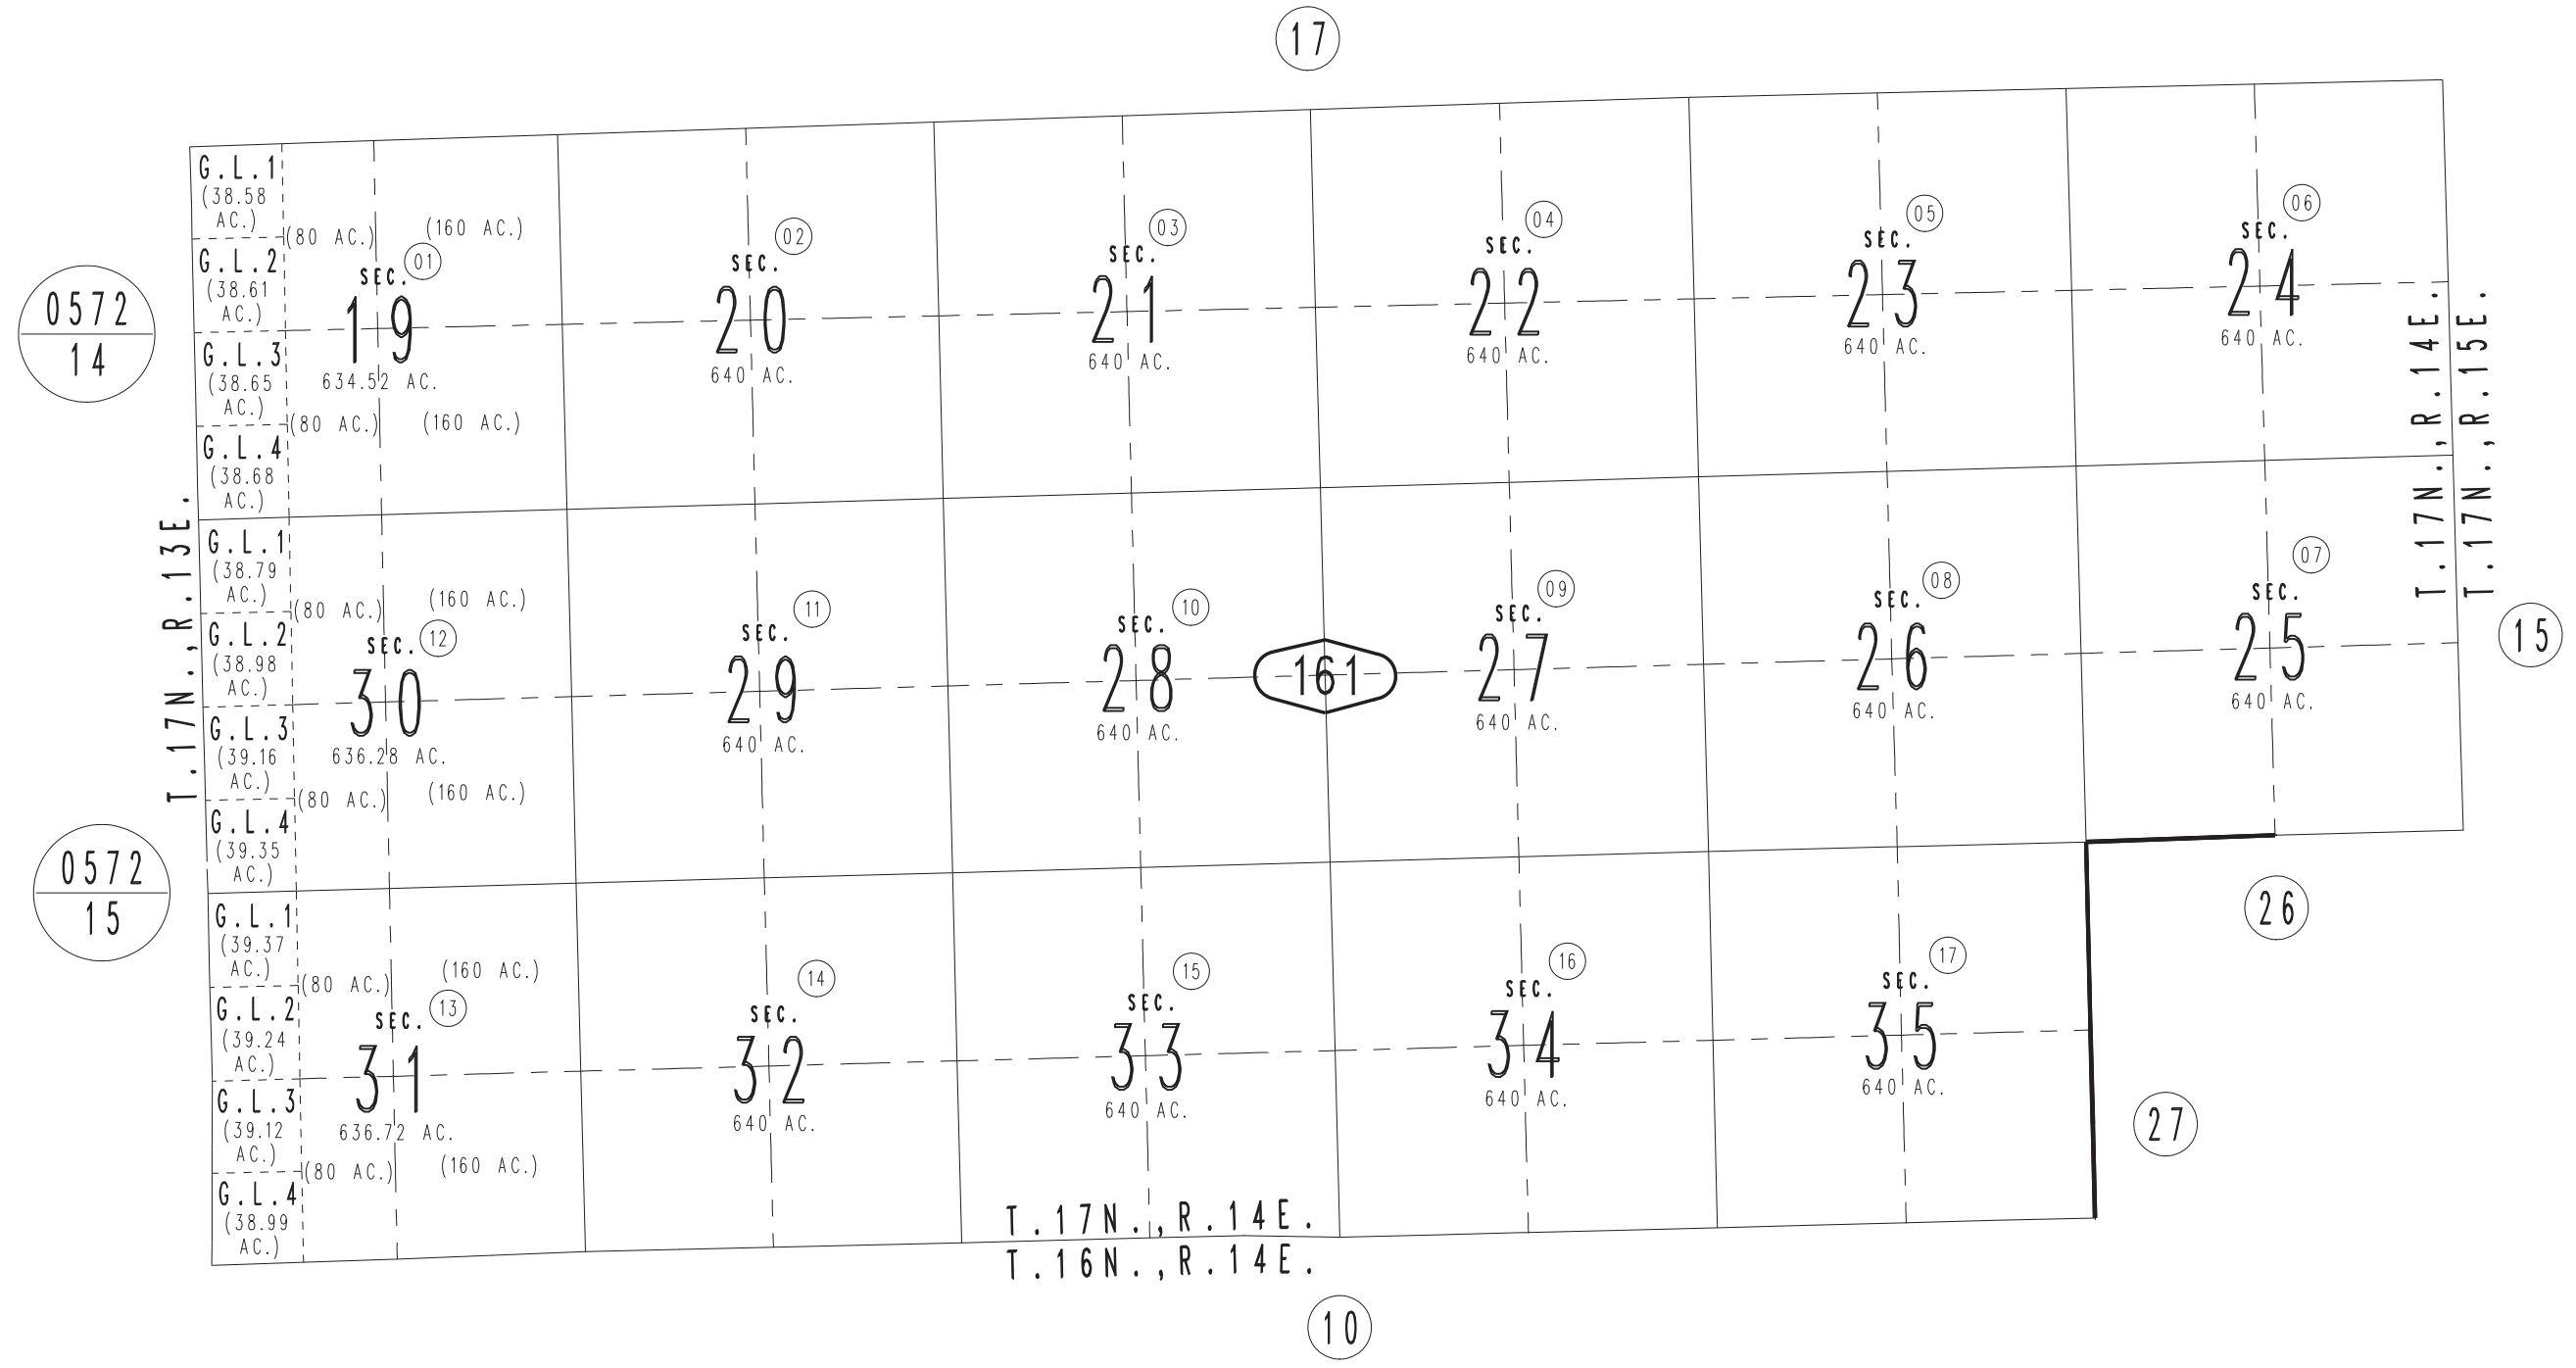 17
G.L.1
(38.58
AC.)
(80 AC.)
(160 AC.)
G.L.2
(38.61
AC.)
SEC.
01
19
634.52 AC.
G.L.3
(38.65
AC.)
(80 AC.)
(160 AC.)
G.L.4
(38.68
AC.)
SEC.
02
20
640 AC.
SEC.
03
21
640 AC.
SEC.
04
22
640 AC.
SEC.
05
23
640 AC.
SEC.
06
24
640 AC.
0572
14
T.17N.,R.13E.
T.17N.,R.14E.
T.17N.,R.15E.
G.L.1
(38.79
AC.)
(80 AC.)
(160 AC.)
G.L.2
(38.98
AC.)
SEC.
12
30
636.28 AC.
G.L.3
(39.16
AC.)
(80 AC.)
(160 AC.)
G.L.4
(39.35
AC.)
SEC.
11
29
640 AC.
SEC.
10
28
640 AC.
161
SEC.
09
27
640 AC.
SEC.
08
26
640 AC.
SEC.
07
25
640 AC.
15
0572
15
G.L.1
(39.37
AC.)
(80 AC.)
(160 AC.)
G.L.2
(39.24
AC.)
SEC.
13
31
636.72 AC.
G.L.3
(39.12
AC.)
(80 AC.)
(160 AC.)
G.L.4
(38.99
AC.)
SEC.
14
32
640 AC.
SEC.
15
33
640 AC.
SEC.
16
34
640 AC.
SEC.
17
35
640 AC.
26
27
T.17N.,R.14E.
T.16N.,R.14E.
10